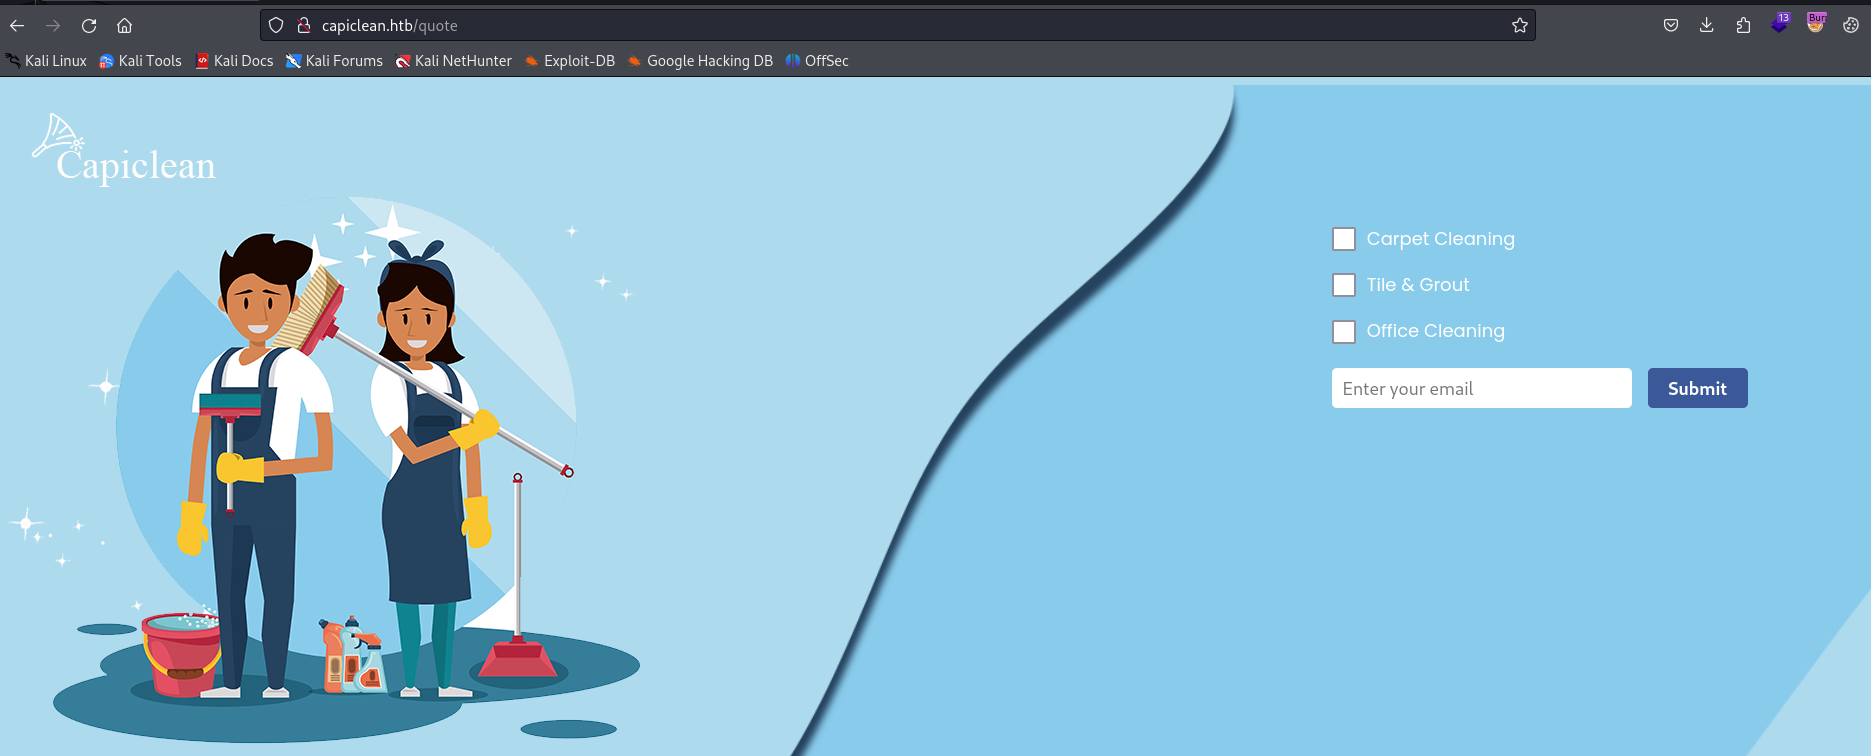 capiclean.htb/quote
13
Kali Linux Kali Tools Kali Docs Kali Forums Kali NetHunter Exploit-DB Google Hacking DB OffSec
Capiclean
Carpet Cleaning
Tile & Grout
Office Cleaning
Enter your email Submit